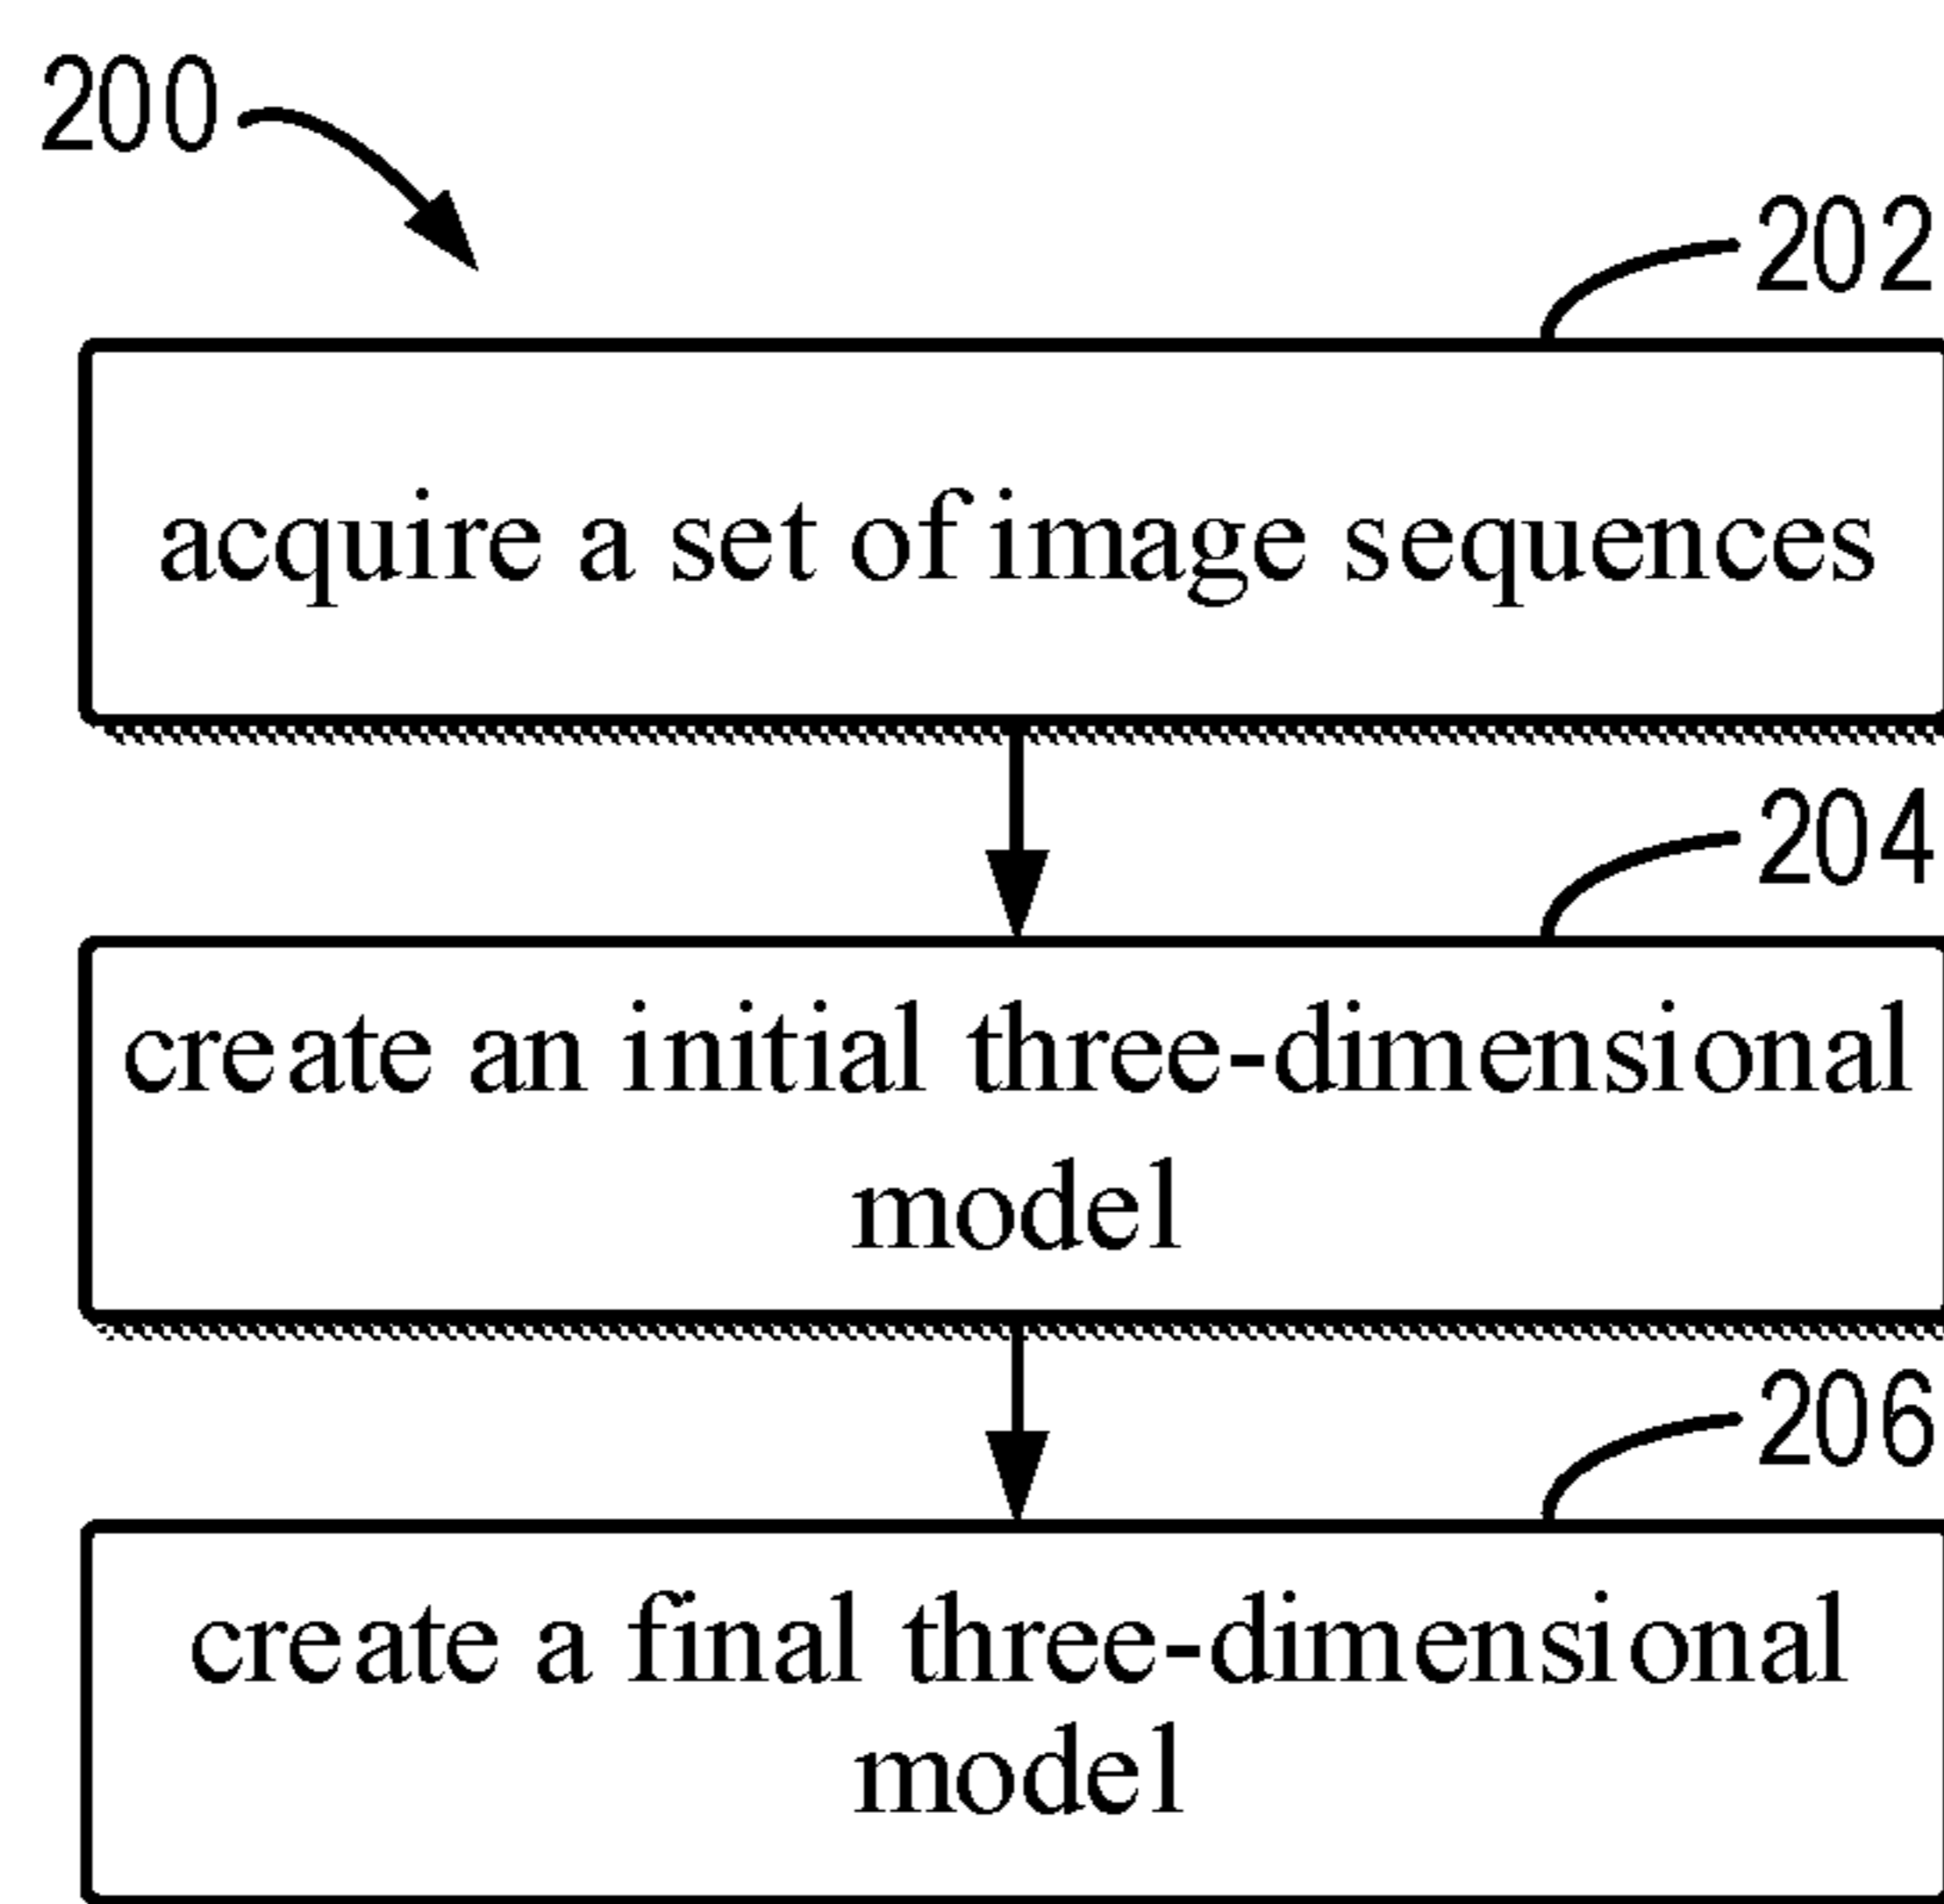 200
202
acquire a set of image sequences
204
create an initial three-dimensional
model
206
create a final three-dimensional
model